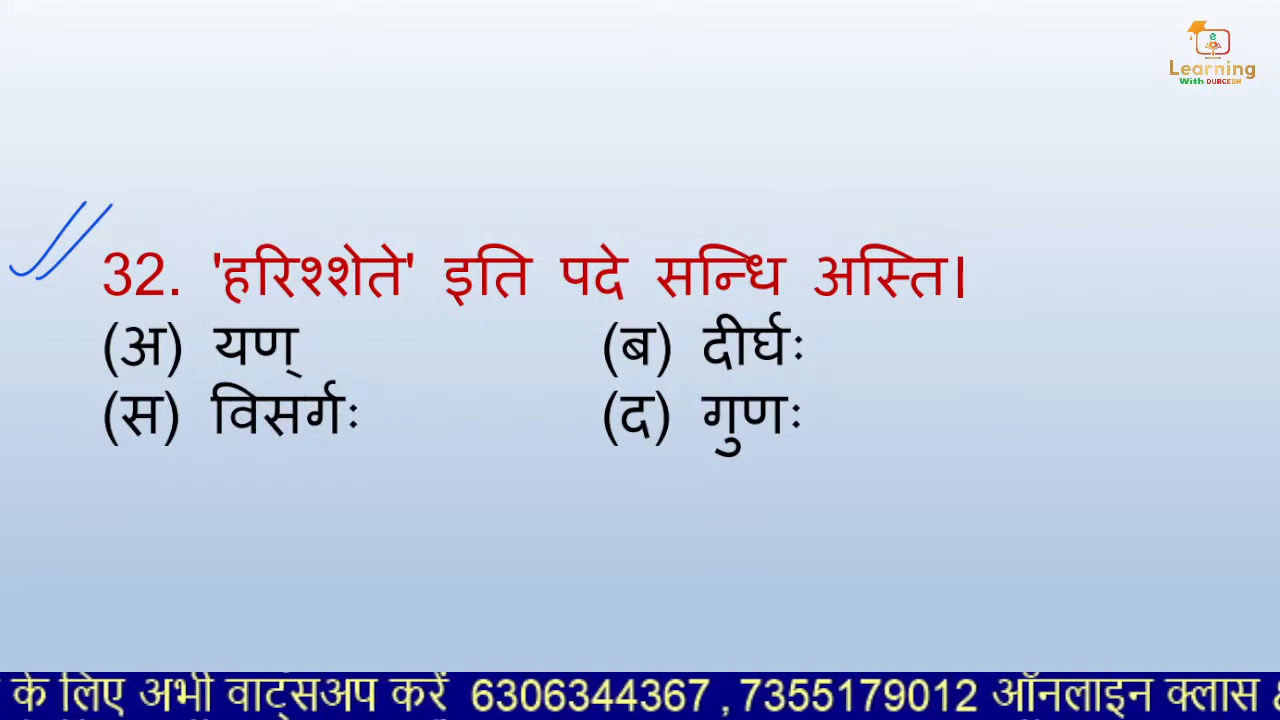 e
Learning
With DURGESH
32. 'हरिश्शेते' इति पदे सन्धि अस्ति।
(अ) यण् (ब) दीर्घः
(स) विसर्गः (द) गुणः
के लिए अभी वाट्सअप करें 6306344367 , 7355179012 ऑनलाइन क्लास